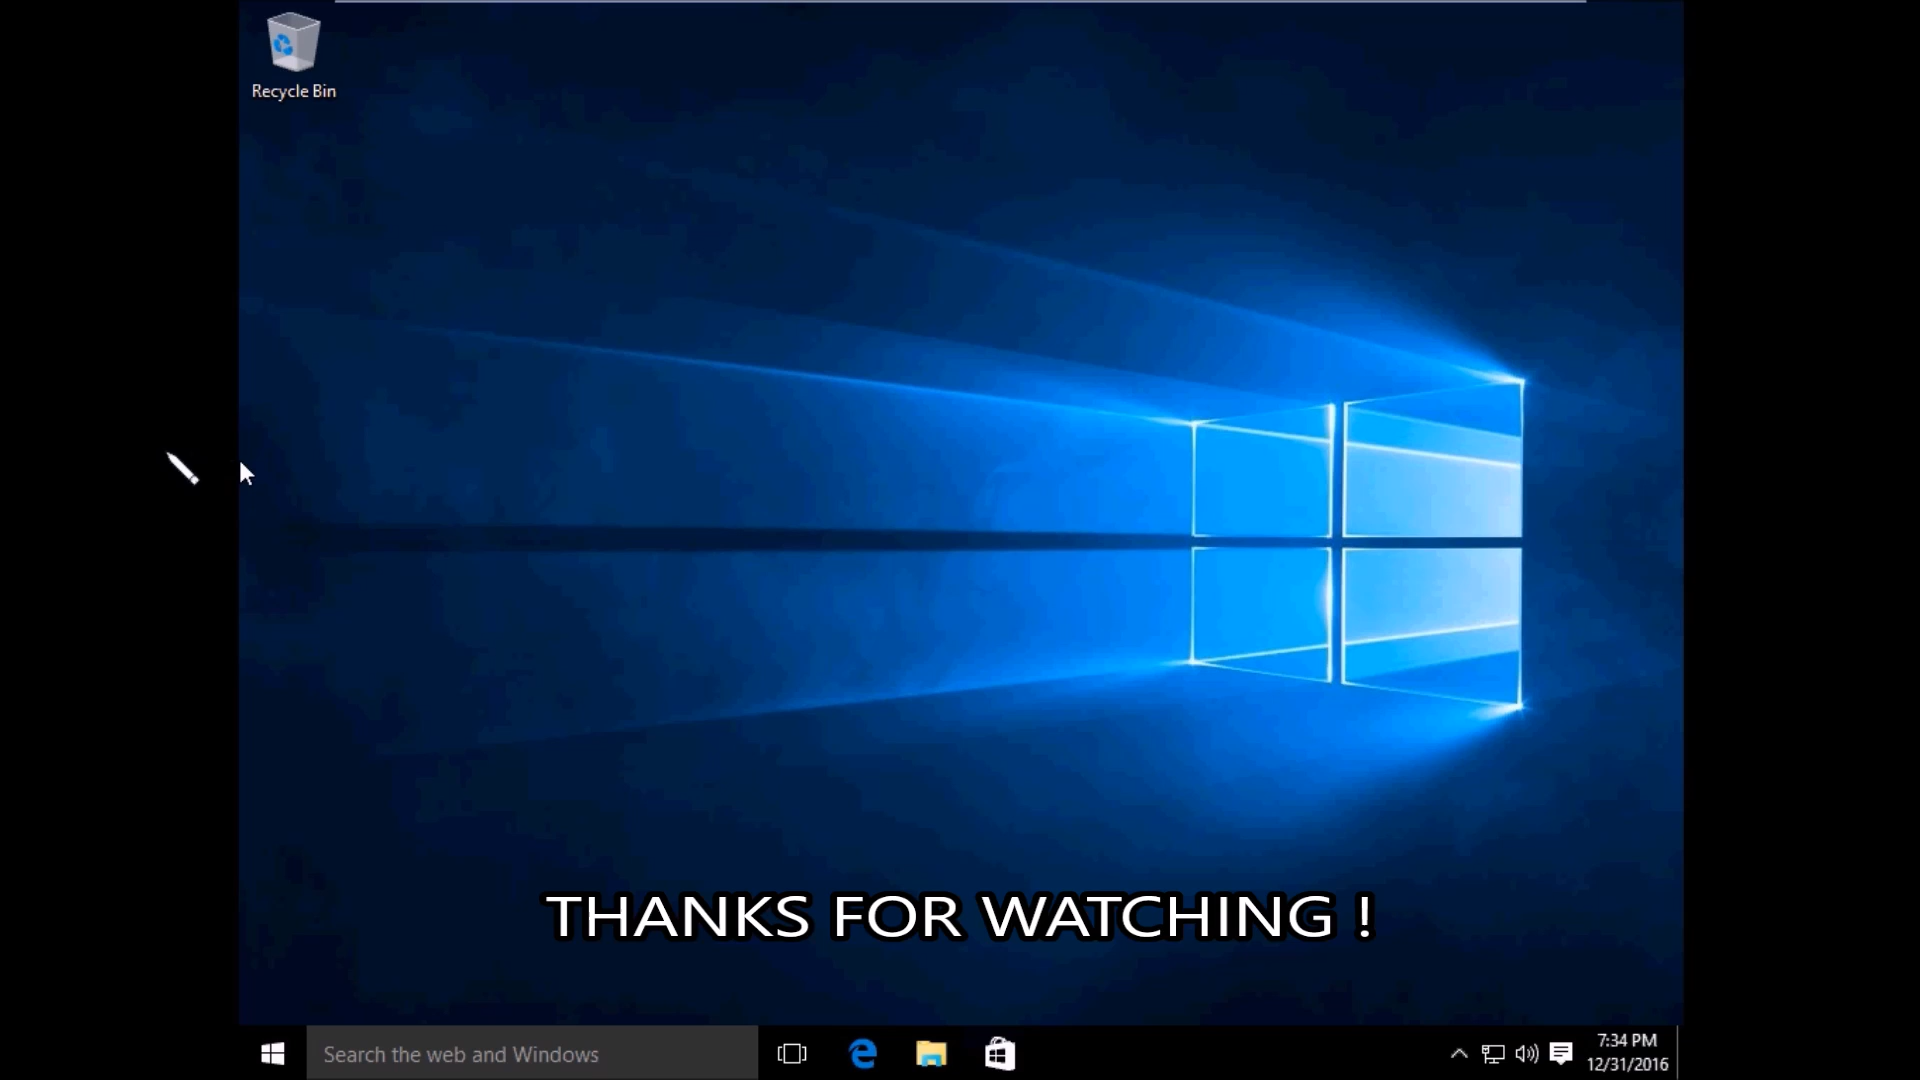 Recycle Bin
THANKS FOR WATCHING !
Search the web and Windows
7:34 PM
12/31/2016